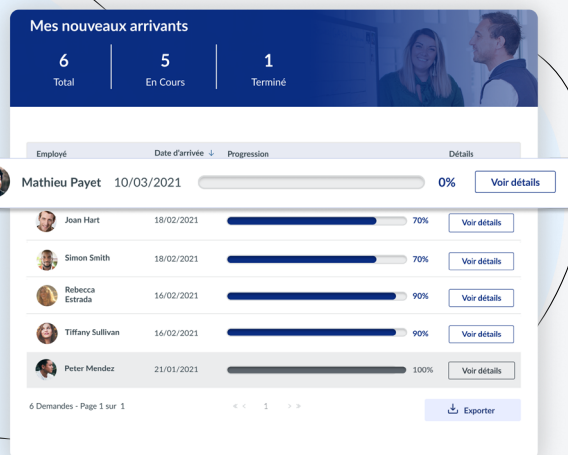 Mes nouveaux arrivants
6 5 1
Total En Cours Terminé
Employé Date d'arrivée ↓ Progression Détails
Mathieu Payet 10/03/2021 0% Voir détails
Joan Hart 18/02/2021 70% Voir détails
Simon Smith 18/02/2021 70% Voir détails
Rebecca
Estrada 16/02/2021 90% Voir détails
Tiffany Sullivan 16/02/2021 90% Voir détails
Peter Mendez 21/01/2021 100% Voir détails
6 Demandes - Page 1 sur 1 « < 1 > » Exporter